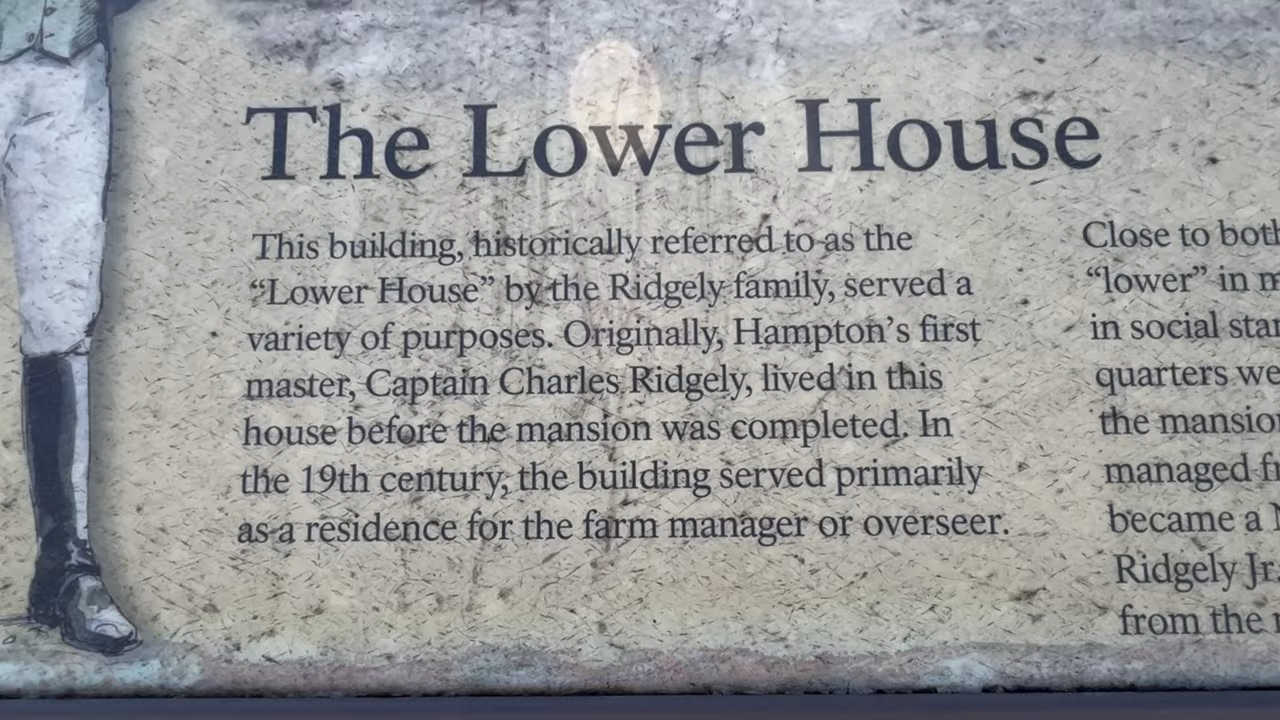 The Lower House
This building, historically referred to as the
“Lower House” by the Ridgely family, served a
variety of purposes. Originally, Hampton’s first
master, Captain Charles Ridgely, lived in this
house before the mansion was completed. In
the 19th century, the building served primarily
as a residence for the farm manager or overseer.
Close to both
“lower” in
in social
quarters
the mansion
managed
became a
Ridgely Jr.
from the